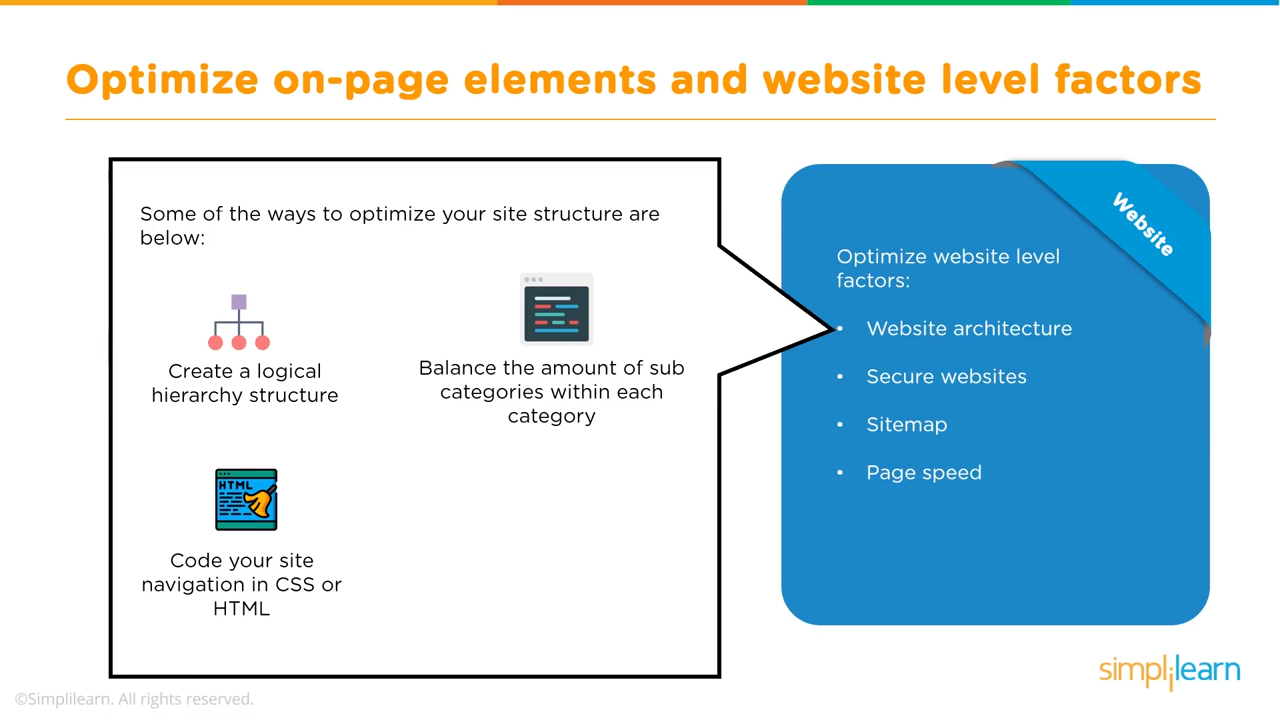 Optimize on-page elements and website level factors
Some of the ways to optimize your site structure are
below:
Create a logical
hierarchy structure
Balance the amount of sub
categories within each
category
HTML
Code your site
navigation in CSS or
HTML
Website
Optimize website level
factors:
• Website architecture
• Secure websites
• Sitemap
• Page speed
simplilearn
©Simplilearn. All rights reserved.